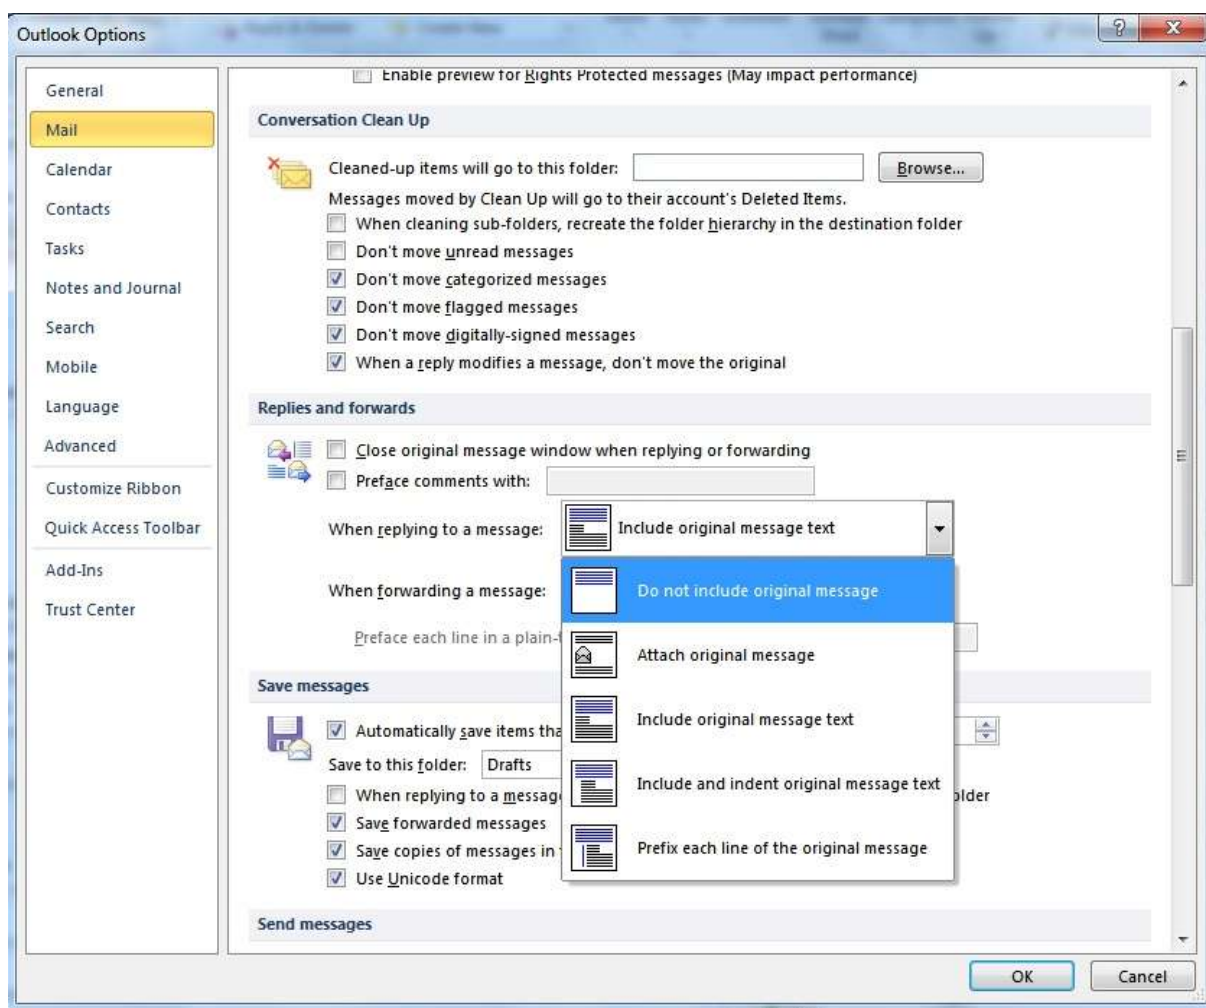 Outlook Options
General
Mail
Calendar
Contacts
Tasks
Notes and Journal
Search
Mobile
Language
Advanced
Customize Ribbon
Quick Access Toolbar
Add-Ins
Trust Center
Enable preview for Rights Protected messages (May impact performance)
Conversation Clean Up
Cleaned-up items will go to this folder: Browse...
Messages moved by Clean Up will go to their account's Deleted Items.
When cleaning sub-folders, recreate the folder hierarchy in the destination folder
Don't move unread messages
Don't move categorized messages
Don't move flagged messages
Don't move digitally-signed messages
When a reply modifies a message, don't move the original
Replies and forwards
Close original message window when replying or forwarding
Preface comments with:
When replying to a message: Include original message text
When forwarding a message: Do not include original message
Preface each line in a plain-
Attach original message
Save messages
Include original message text
Automatically save items tha
Save to this folder: Drafts
Include and indent original message text
When replying to a messag older
Save forwarded messages
Prefix each line of the original message
Save copies of messages in
Use Unicode format
Send messages
OK Cancel